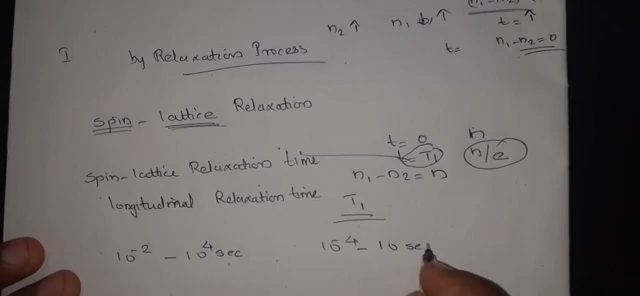 n₂ ↑ n₁ ↓ ↑
t = ↑
t = n₁-n₂=0
I by Relaxation Process
Spin - lattice Relaxation
t= 0 n
Spin-lattice Relaxation time t= T₁ n/e
n₁-n₂=n
longitudinal Relaxation time T₁
10⁻² - 10⁴ sec 10⁻⁴ - 10 sec